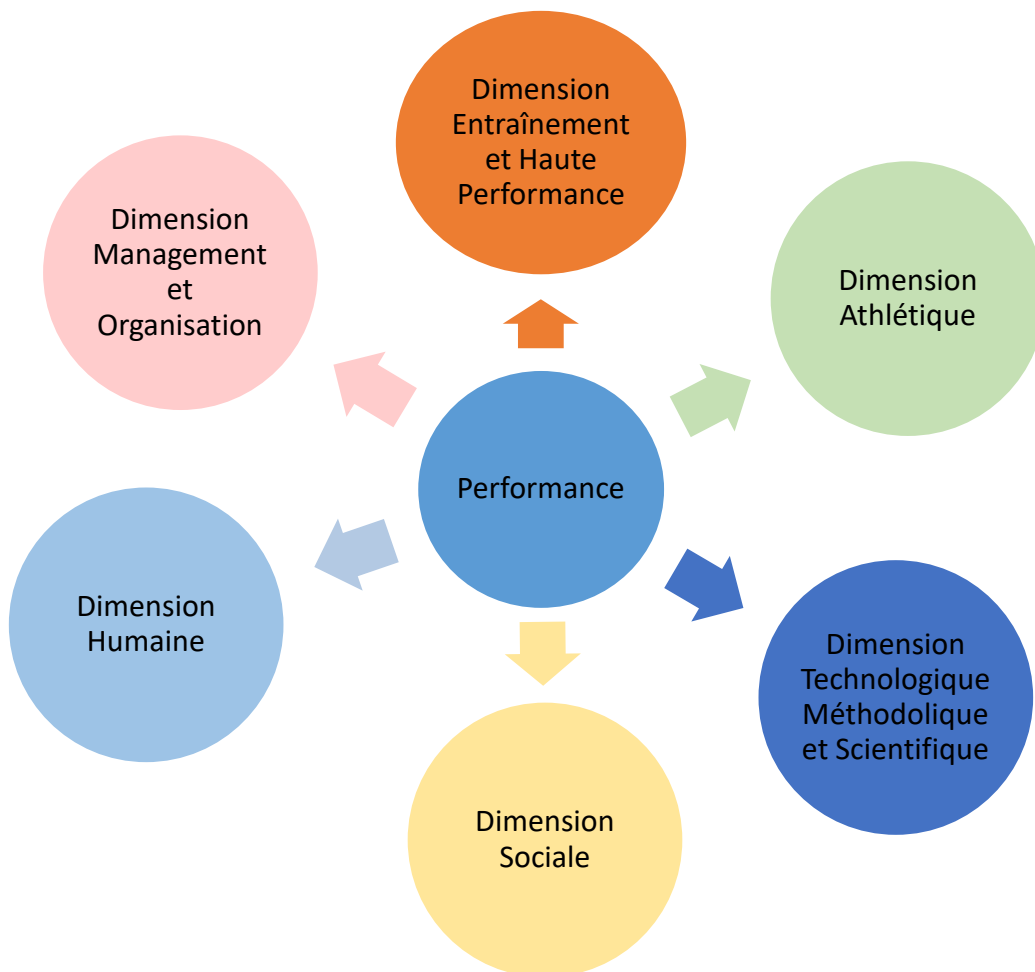 Dimension
Entraînement
et Haute
Performance
Dimension
Management
et
Organisation
Dimension
Athlétique
Performance
Dimension
Humaine
Dimension
Technologique
Méthodolique
et Scientifique
Dimension
Sociale